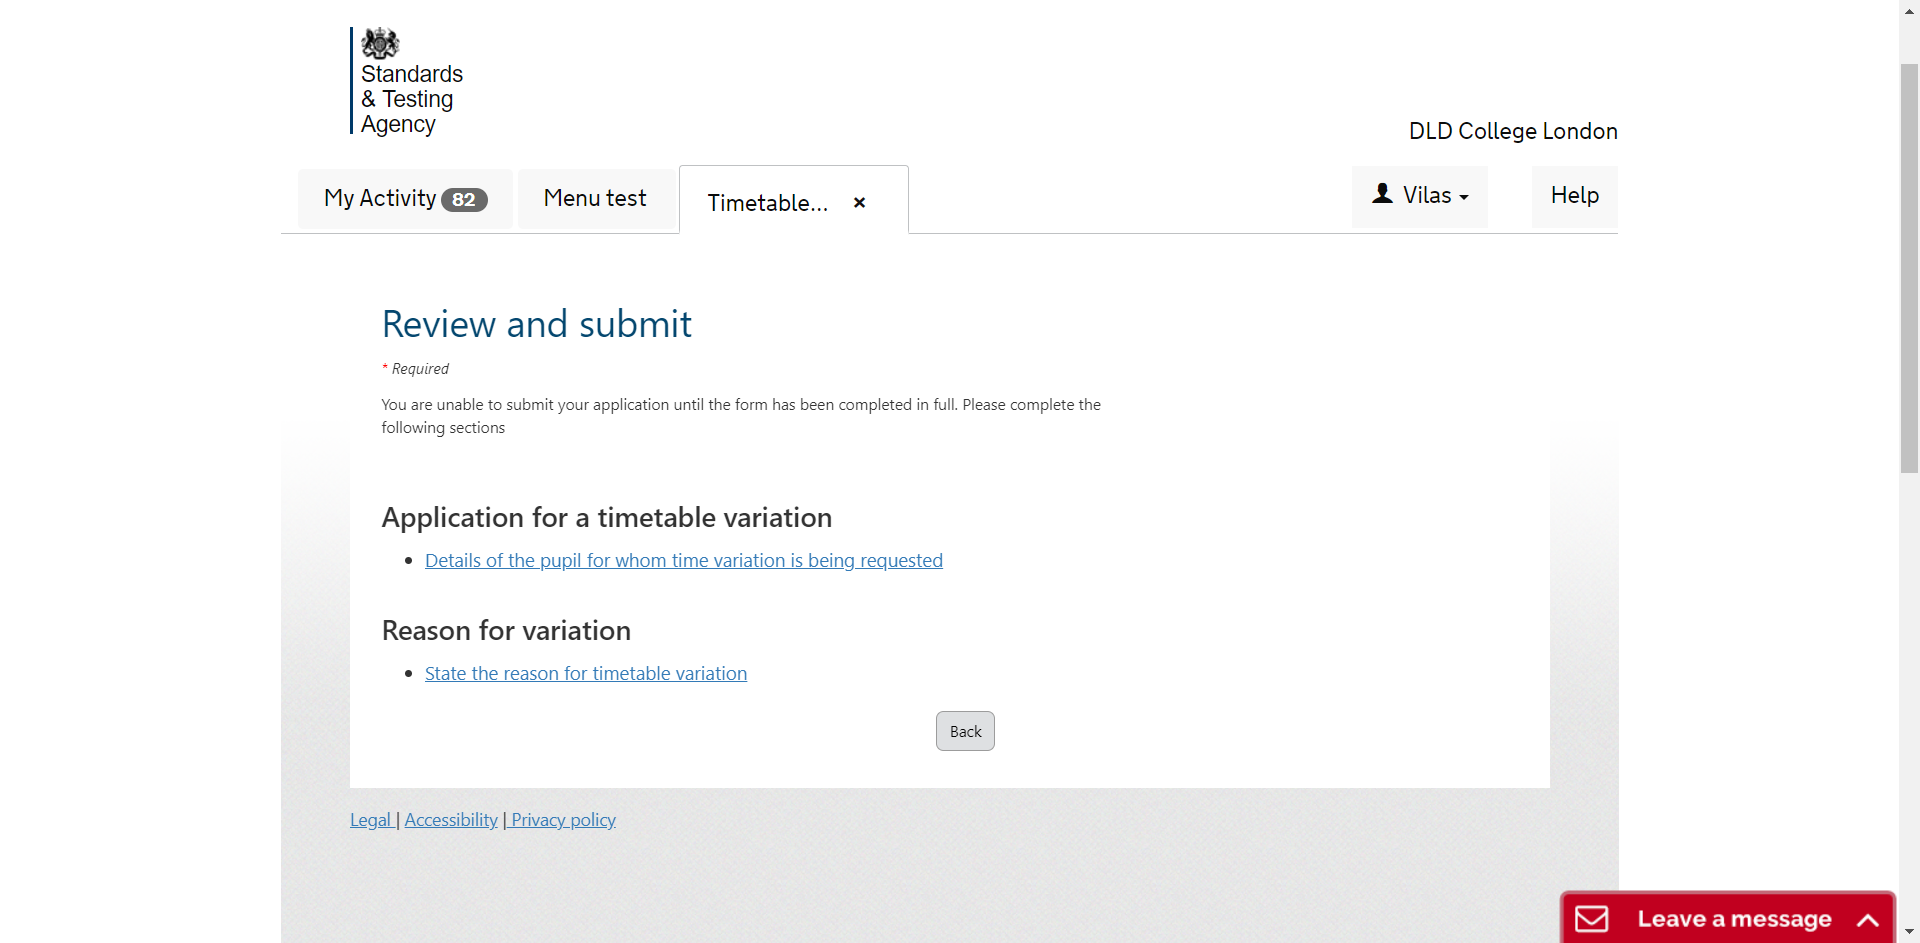 Standards
& Testing
Agency
DLD College London
My Activity 82
Menu test
Timetable... ×
Vilas
Help
Review and submit
* Required
You are unable to submit your application until the form has been completed in full. Please complete the
following sections
Application for a timetable variation
• Details of the pupil for whom time variation is being requested
Reason for variation
• State the reason for timetable variation
Back
Legal | Accessibility | Privacy policy
Leave a message